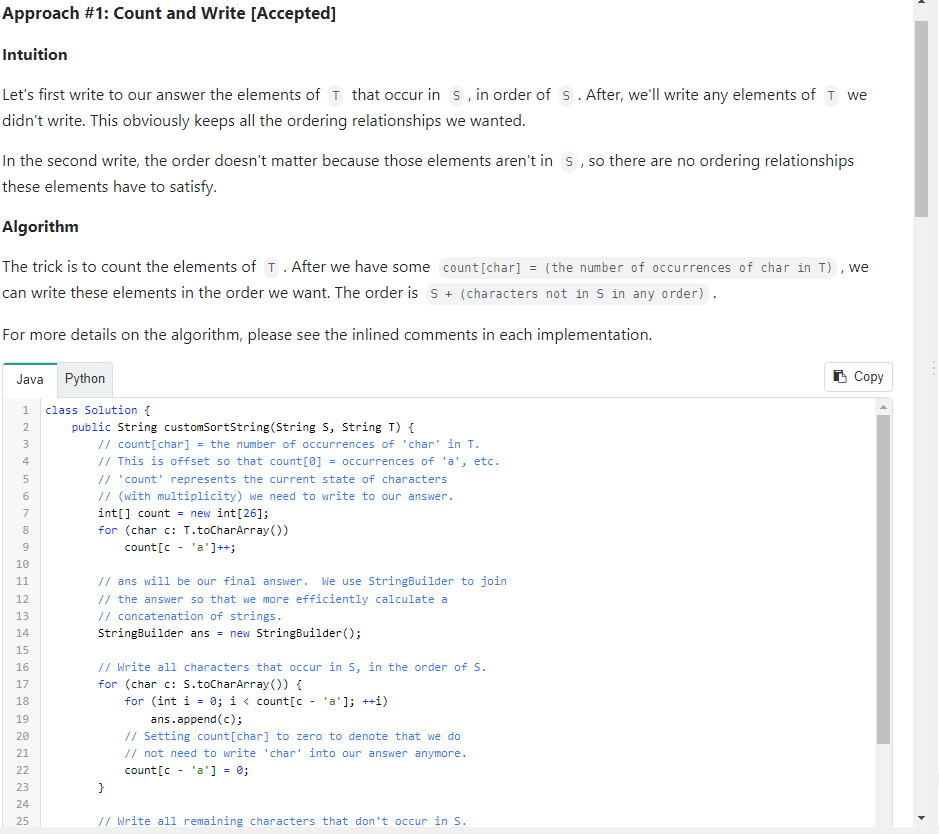 Approach #1: Count and Write [Accepted]
Intuition
Let's first write to our answer the elements of T that occur in S , in order of S . After, we'll write any elements of T we
didn't write. This obviously keeps all the ordering relationships we wanted.
In the second write, the order doesn't matter because those elements aren't in S , so there are no ordering relationships
these elements have to satisfy.
Algorithm
The trick is to count the elements of T . After we have some count[char] = (the number of occurrences of char in T) , we
can write these elements in the order we want. The order is S + (characters not in S in any order) .
For more details on the algorithm, please see the inlined comments in each implementation.
Java Python Copy
1 class Solution {
2     public String customSortString(String S, String T) {
3         // count[char] = the number of occurrences of 'char' in T.
4         // This is offset so that count[0] = occurrences of 'a', etc.
5         // 'count' represents the current state of characters
6         // (with multiplicity) we need to write to our answer.
7         int[] count = new int[26];
8         for (char c: T.toCharArray())
9             count[c - 'a']++;
10
11         // ans will be our final answer.  We use StringBuilder to join
12         // the answer so that we more efficiently calculate a
13         // concatenation of strings.
14         StringBuilder ans = new StringBuilder();
15
16         // Write all characters that occur in S, in the order of S.
17         for (char c: S.toCharArray()) {
18             for (int i = 0; i < count[c - 'a']; ++i)
19                 ans.append(c);
20             // Setting count[char] to zero to denote that we do
21             // not need to write 'char' into our answer anymore.
22             count[c - 'a'] = 0;
23         }
24
25         // Write all remaining characters that don't occur in S.